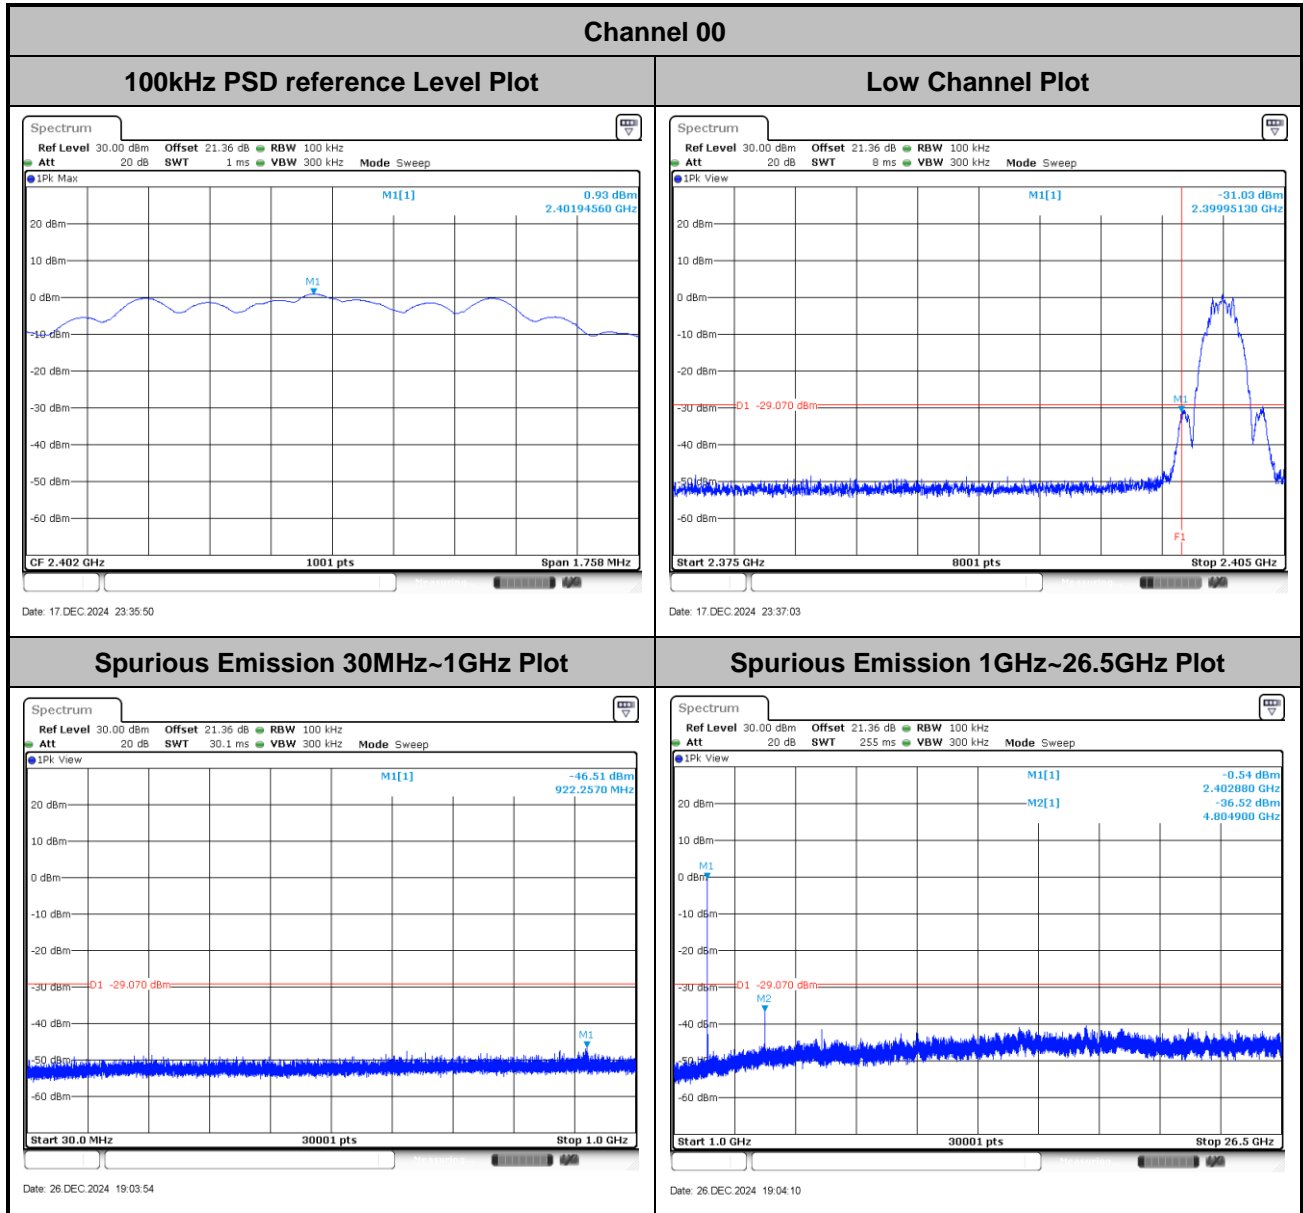 Channel 00
100kHz PSD reference Level Plot
Low Channel Plot
Spectrum
Ref Level 30.00 dBm Offset 21.36 dB RBW 100 kHz
Att 20 dB SWT 1 ms VBW 300 kHz Mode Sweep
1Pk Max
M1[1] 0.93 dBm
2.40194560 GHz
20 dBm
10 dBm
M1
0 dBm
-10 dBm
-20 dBm
-30 dBm
-40 dBm
-50 dBm
-60 dBm
CF 2.402 GHz 1001 pts Span 1.758 MHz
Date: 17.DEC.2024 23:35:50
Spectrum
Ref Level 30.00 dBm Offset 21.36 dB RBW 100 kHz
Att 20 dB SWT 8 ms VBW 300 kHz Mode Sweep
1Pk View
M1[1] -31.03 dBm
2.39995130 GHz
20 dBm
10 dBm
0 dBm
-10 dBm
-20 dBm
M1
-30 dBm D1 -29.070 dBm
-40 dBm
-50 dBm
-60 dBm
F1
Start 2.375 GHz 8001 pts Stop 2.405 GHz
Date: 17.DEC.2024 23:37:03
Spurious Emission 30MHz~1GHz Plot
Spurious Emission 1GHz~26.5GHz Plot
Spectrum
Ref Level 30.00 dBm Offset 21.36 dB RBW 100 kHz
Att 20 dB SWT 30.1 ms VBW 300 kHz Mode Sweep
1Pk View
M1[1] -46.51 dBm
922.2570 MHz
20 dBm
10 dBm
0 dBm
-10 dBm
-20 dBm
-30 dBm D1 -29.070 dBm
-40 dBm
M1
-50 dBm
-60 dBm
Start 30.0 MHz 30001 pts Stop 1.0 GHz
Date: 26.DEC.2024 19:03:54
Spectrum
Ref Level 30.00 dBm Offset 21.36 dB RBW 100 kHz
Att 20 dB SWT 255 ms VBW 300 kHz Mode Sweep
1Pk View
M1[1] -0.54 dBm
2.402880 GHz
20 dBm M2[1] -36.52 dBm
4.804900 GHz
10 dBm
M1
0 dBm
-10 dBm
-20 dBm
-30 dBm D1 -29.070 dBm
M2
-40 dBm
-50 dBm
-60 dBm
Start 1.0 GHz 30001 pts Stop 26.5 GHz
Date: 26.DEC.2024 19:04:10